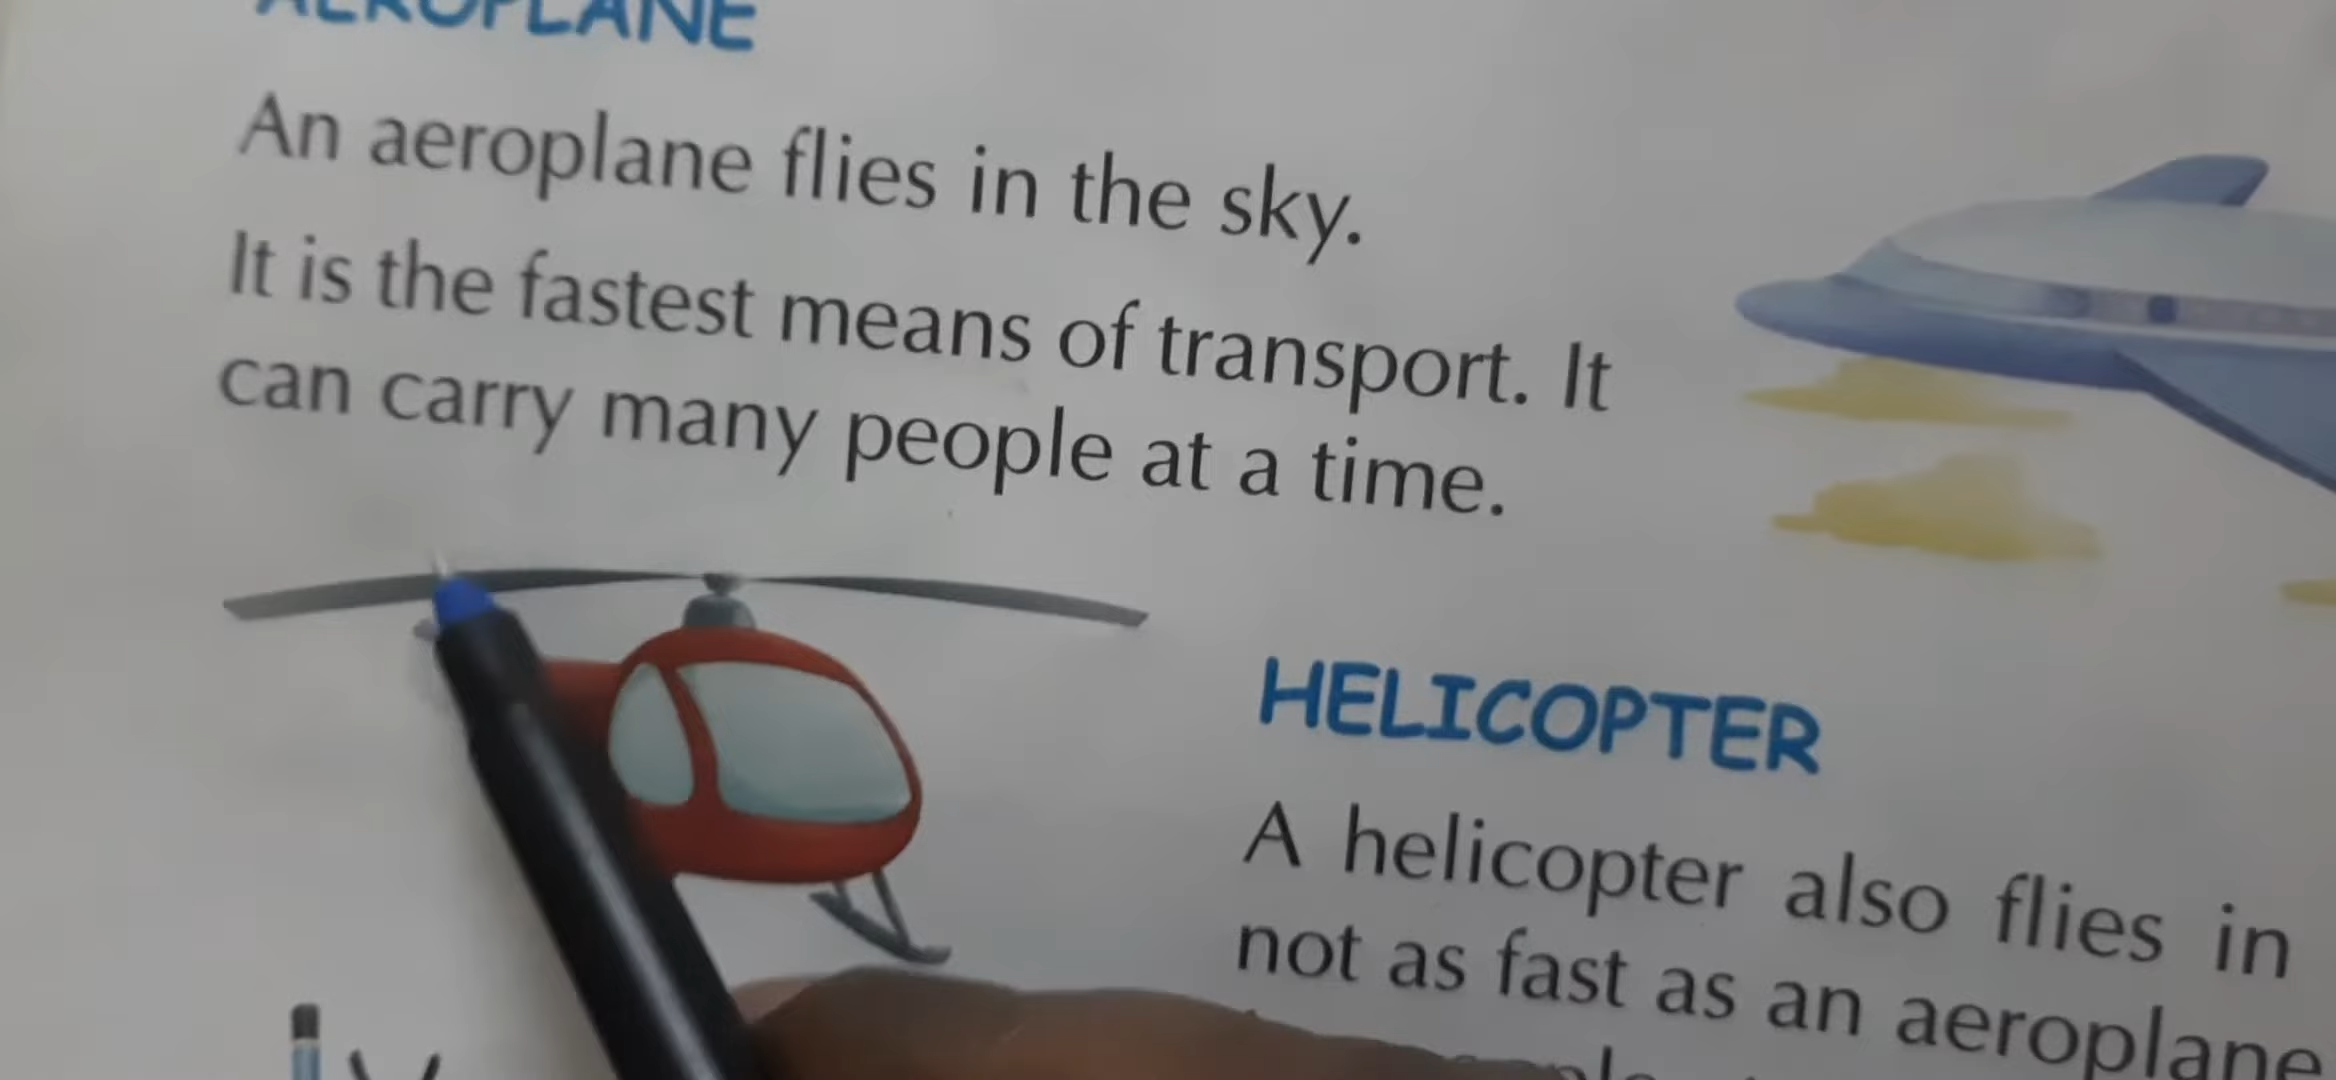 AEROPLANE
An aeroplane flies in the sky.
It is the fastest means of transport. It
can carry many people at a time.
HELICOPTER
A helicopter also flies in
not as fast as an aeroplane